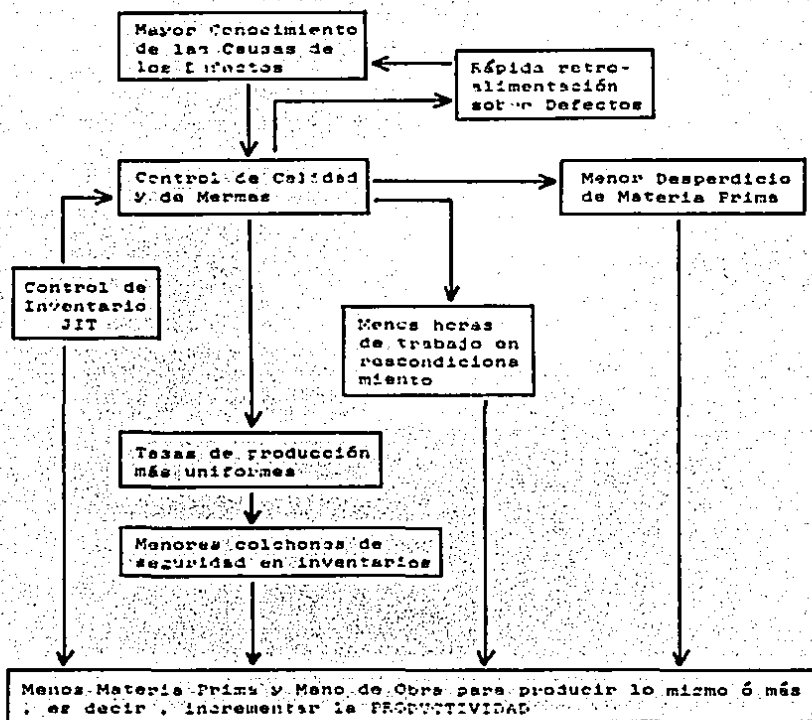 Mayor Conocimiento
de las Causas de
los Defectos
Rápida retro-
alimentación
sobre Defectos
Control de Calidad
y de Mermas
Menor Desperdicio
de Materia Prima
Control de
Inventario
JIT
Menos horas
de trabajo en
reacondiciona
miento
Tasas de producción
más uniformes
Menores colchones de
seguridad en inventarios
Menos Materia Prima y Mano de Obra para producir lo mismo ó más
, es decir , incrementar la PRODUCTIVIDAD